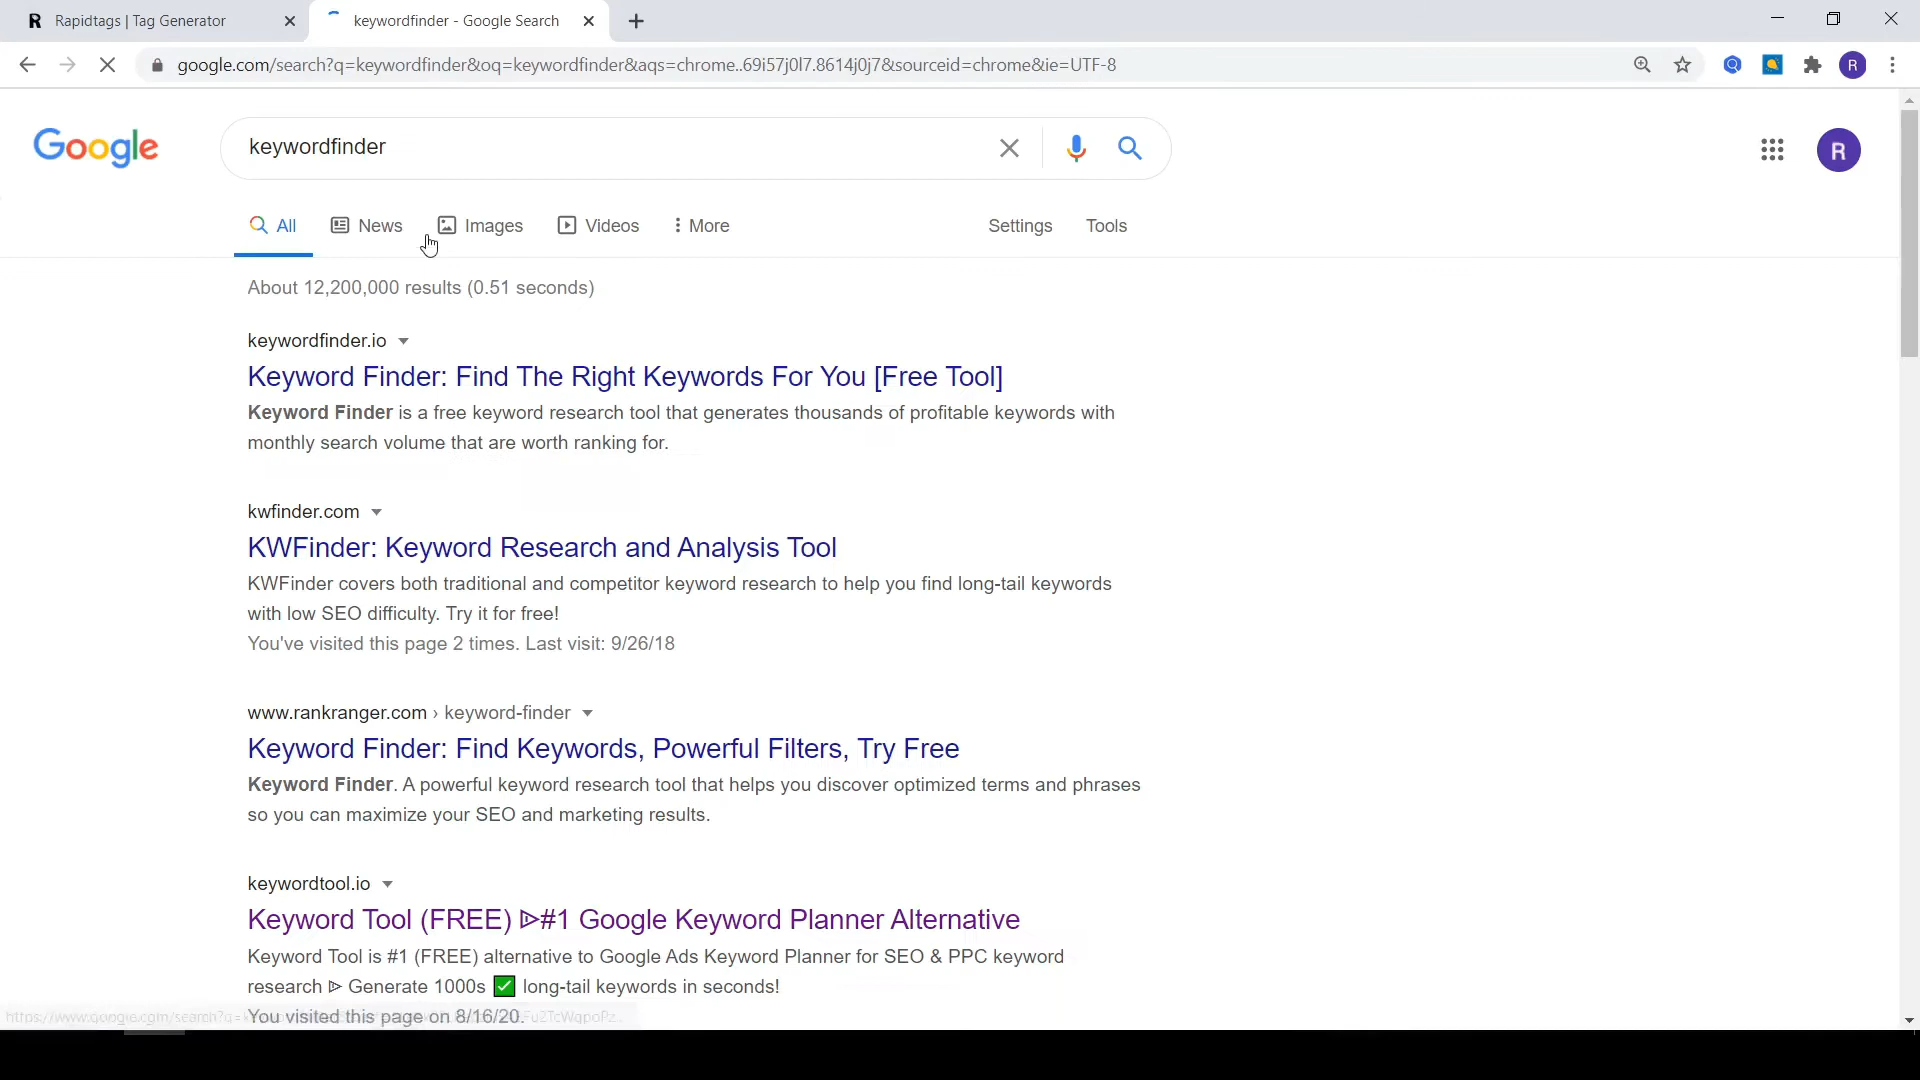 R Rapidtags | Tag Generator
keywordfinder - Google Search
google.com/search?q=keywordfinder&oq=keywordfinder&aqs=chrome..69i57j0l7.8614j0j7&sourceid=chrome&ie=UTF-8
R
Google
keywordfinder
R
All
News
Images
Videos
More
Settings
Tools
About 12,200,000 results (0.51 seconds)
keywordfinder.io
Keyword Finder: Find The Right Keywords For You [Free Tool]
Keyword Finder is a free keyword research tool that generates thousands of profitable keywords with
monthly search volume that are worth ranking for.
kwfinder.com
KWFinder: Keyword Research and Analysis Tool
KWFinder covers both traditional and competitor keyword research to help you find long-tail keywords
with low SEO difficulty. Try it for free!
You've visited this page 2 times. Last visit: 9/26/18
www.rankranger.com › keyword-finder
Keyword Finder: Find Keywords, Powerful Filters, Try Free
Keyword Finder. A powerful keyword research tool that helps you discover optimized terms and phrases
so you can maximize your SEO and marketing results.
keywordtool.io
Keyword Tool (FREE) ᐉ#1 Google Keyword Planner Alternative
Keyword Tool is #1 (FREE) alternative to Google Ads Keyword Planner for SEO & PPC keyword
research ᐉ Generate 1000s ✅ long-tail keywords in seconds!
You visited this page on 8/16/20.